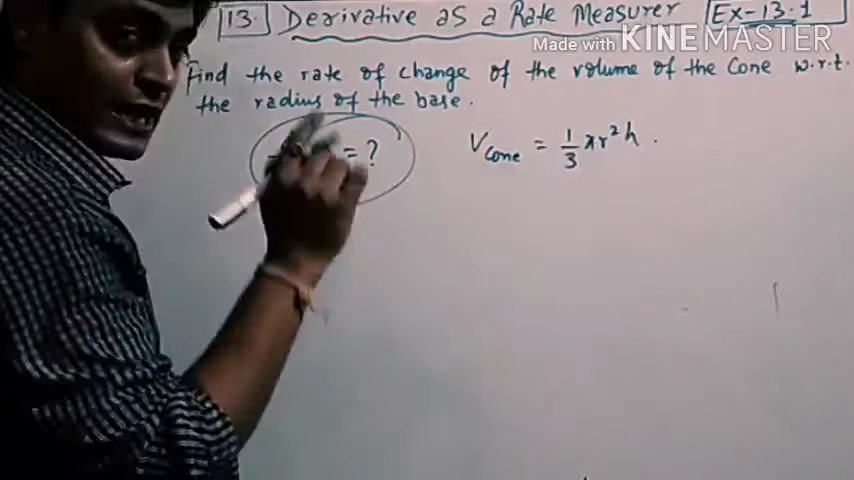 13. Derivative as a Rate Measurer Ex-13.1
Made with KINEMASTER
Find the rate of change of the volume of the Cone w.r.t.
the radius of the base.
= ? V_Cone = 1/3 πr²h .